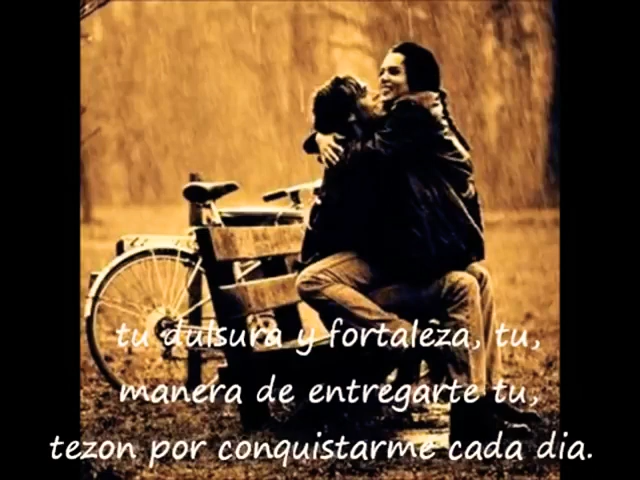 tu dulsura y fortaleza, tu,
manera de entregarte tu,
tezon por conquistarme cada dia.